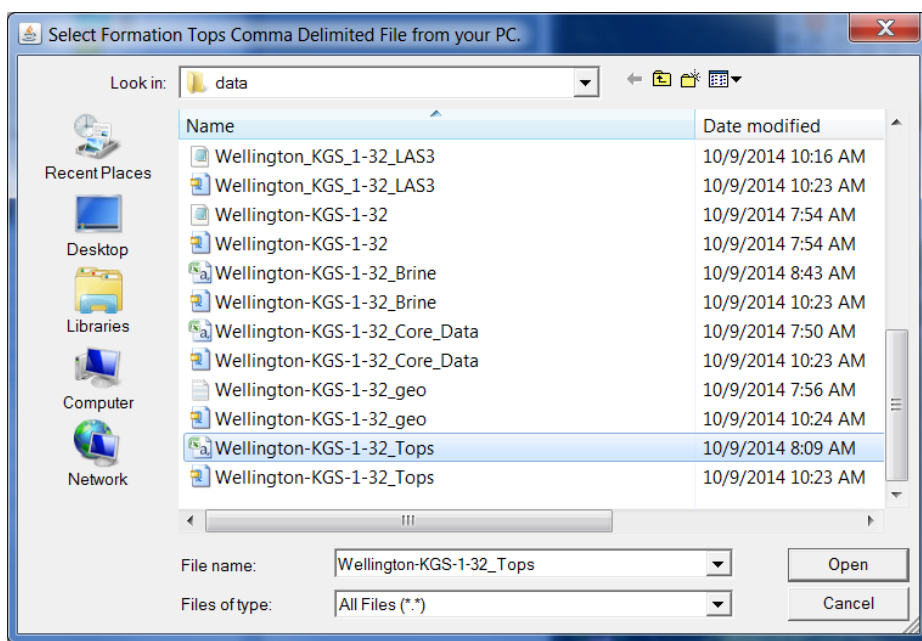 Select Formation Tops Comma Delimited File from your PC.
Look in: data
Name Date modified
Wellington_KGS_1-32_LAS3 10/9/2014 10:16 AM
Wellington_KGS_1-32_LAS3 10/9/2014 10:23 AM
Wellington-KGS-1-32 10/9/2014 7:54 AM
Wellington-KGS-1-32 10/9/2014 7:54 AM
Wellington-KGS-1-32_Brine 10/9/2014 8:43 AM
Wellington-KGS-1-32_Brine 10/9/2014 10:23 AM
Wellington-KGS-1-32_Core_Data 10/9/2014 7:50 AM
Wellington-KGS-1-32_Core_Data 10/9/2014 10:23 AM
Wellington-KGS-1-32_geo 10/9/2014 7:56 AM
Wellington-KGS-1-32_geo 10/9/2014 10:24 AM
Wellington-KGS-1-32_Tops 10/9/2014 8:09 AM
Wellington-KGS-1-32_Tops 10/9/2014 10:23 AM
Recent Places
Desktop
Libraries
Computer
Network
File name: Wellington-KGS-1-32_Tops Open
Files of type: All Files (*.*) Cancel